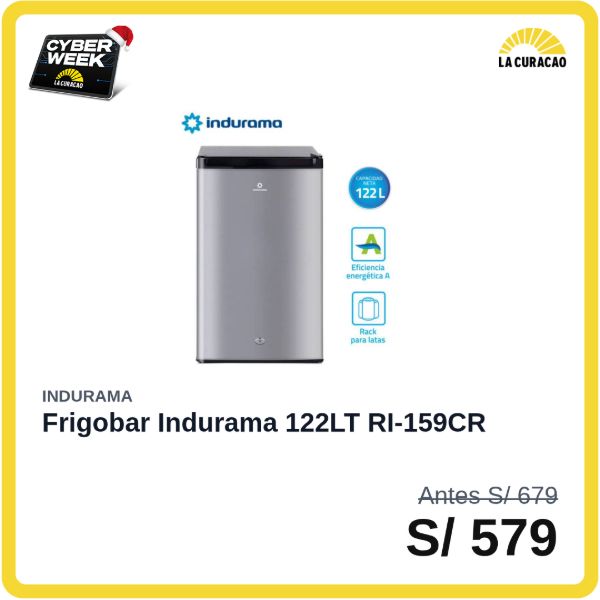 CYBER
WEEK
LA CURACAO
LA CURACAO
indurama
CAPACIDAD
NETA
122 L
A
Eficiencia
energética A
Rack
para latas
INDURAMA
Frigobar Indurama 122LT RI-159CR
Antes S/ 679
S/ 579